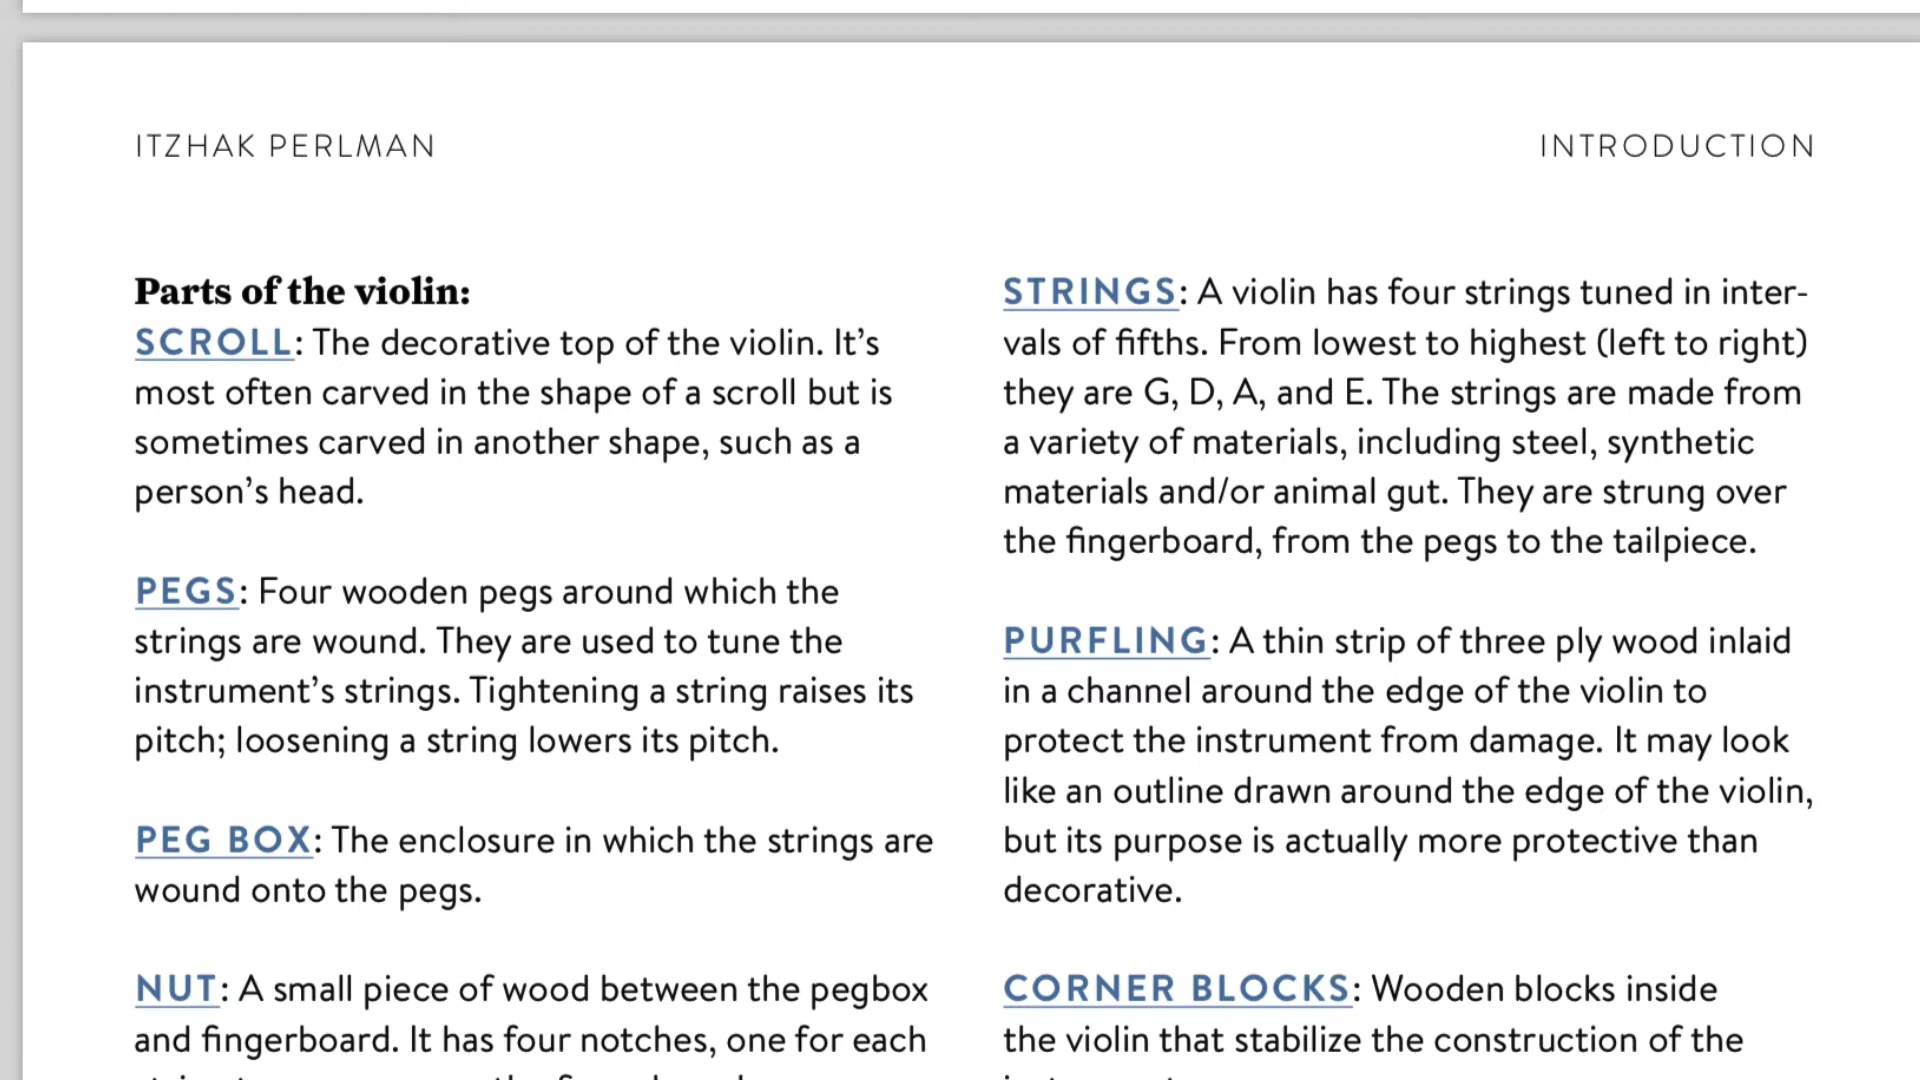 ITZHAK PERLMAN
INTRODUCTION
Parts of the violin:
SCROLL: The decorative top of the violin. It’s
most often carved in the shape of a scroll but is
sometimes carved in another shape, such as a
person’s head.
PEGS: Four wooden pegs around which the
strings are wound. They are used to tune the
instrument’s strings. Tightening a string raises its
pitch; loosening a string lowers its pitch.
PEG BOX: The enclosure in which the strings are
wound onto the pegs.
NUT: A small piece of wood between the pegbox
and fingerboard. It has four notches, one for each
STRINGS: A violin has four strings tuned in inter-
vals of fifths. From lowest to highest (left to right)
they are G, D, A, and E. The strings are made from
a variety of materials, including steel, synthetic
materials and/or animal gut. They are strung over
the fingerboard, from the pegs to the tailpiece.
PURFLING: A thin strip of three ply wood inlaid
in a channel around the edge of the violin to
protect the instrument from damage. It may look
like an outline drawn around the edge of the violin,
but its purpose is actually more protective than
decorative.
CORNER BLOCKS: Wooden blocks inside
the violin that stabilize the construction of the